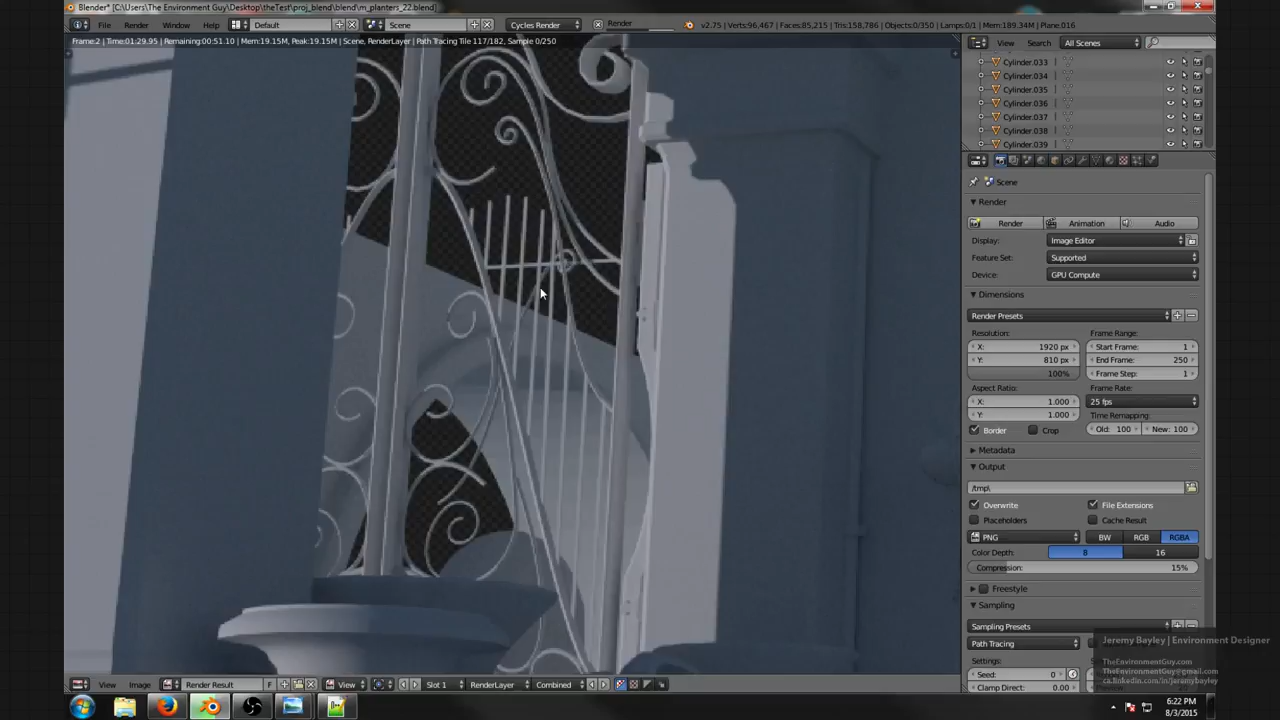 Blender* [C:\Users\The Environment Guy\Desktop\theTest\proj_blend\blend\m_planters_22.blend]
File Render Window Help Default Scene Cycles Render Render v2.75 | Verts:96,467 | Faces:85,215 | Tris:158,786 | Objects:0/350 | Lamps:0/1 | Mem:189.34M | Plane.016
Frame:2 | Time:01:29.95 | Remaining:00:51.10 | Mem:19.15M, Peak:19.15M | Scene, RenderLayer | Path Tracing Tile 117/182, Sample 0/250
View Search All Scenes
Cylinder.033
Cylinder.034
Cylinder.035
Cylinder.036
Cylinder.037
Cylinder.038
Cylinder.039
Scene
Render
Render Animation Audio
Display: Image Editor
Feature Set: Supported
Device: GPU Compute
Dimensions
Render Presets
Resolution: Frame Range:
X: 1920 px Start Frame: 1
Y: 810 px End Frame: 250
100% Frame Step: 1
Aspect Ratio: Frame Rate:
X: 1.000 25 fps
Y: 1.000 Time Remapping:
Border Crop Old: 100 New: 100
Metadata
Output
/tmp\
Overwrite File Extensions
Placeholders Cache Result
PNG BW RGB RGBA
Color Depth: 8 16
Compression: 15%
Freestyle
Sampling
Sampling Presets
Path Tracing
Settings:
Seed: 0
Clamp Direct: 0.00
Jeremy Bayley | Environment Designer
TheEnvironmentGuy.com
TheEnvironmentGuy@gmail.com
ca.linkedin.com/in/jeremybayley
View Image Render Result F View Slot 1 RenderLayer Combined
6:22 PM
8/3/2015